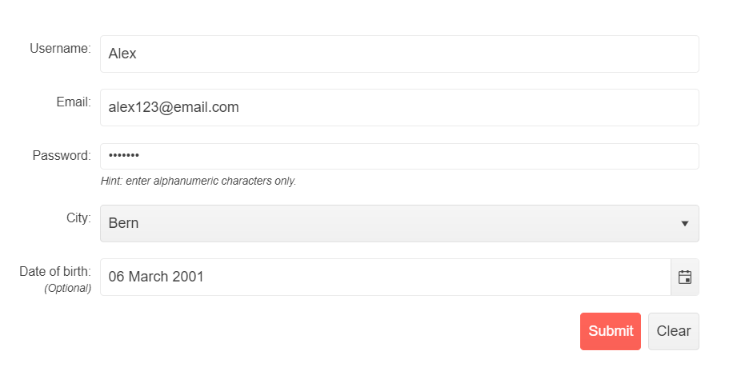 Username: Alex
Email: alex123@email.com
Password: •••••••
Hint: enter alphanumeric characters only.
City: Bern
Date of birth: 06 March 2001
(Optional)
Submit Clear